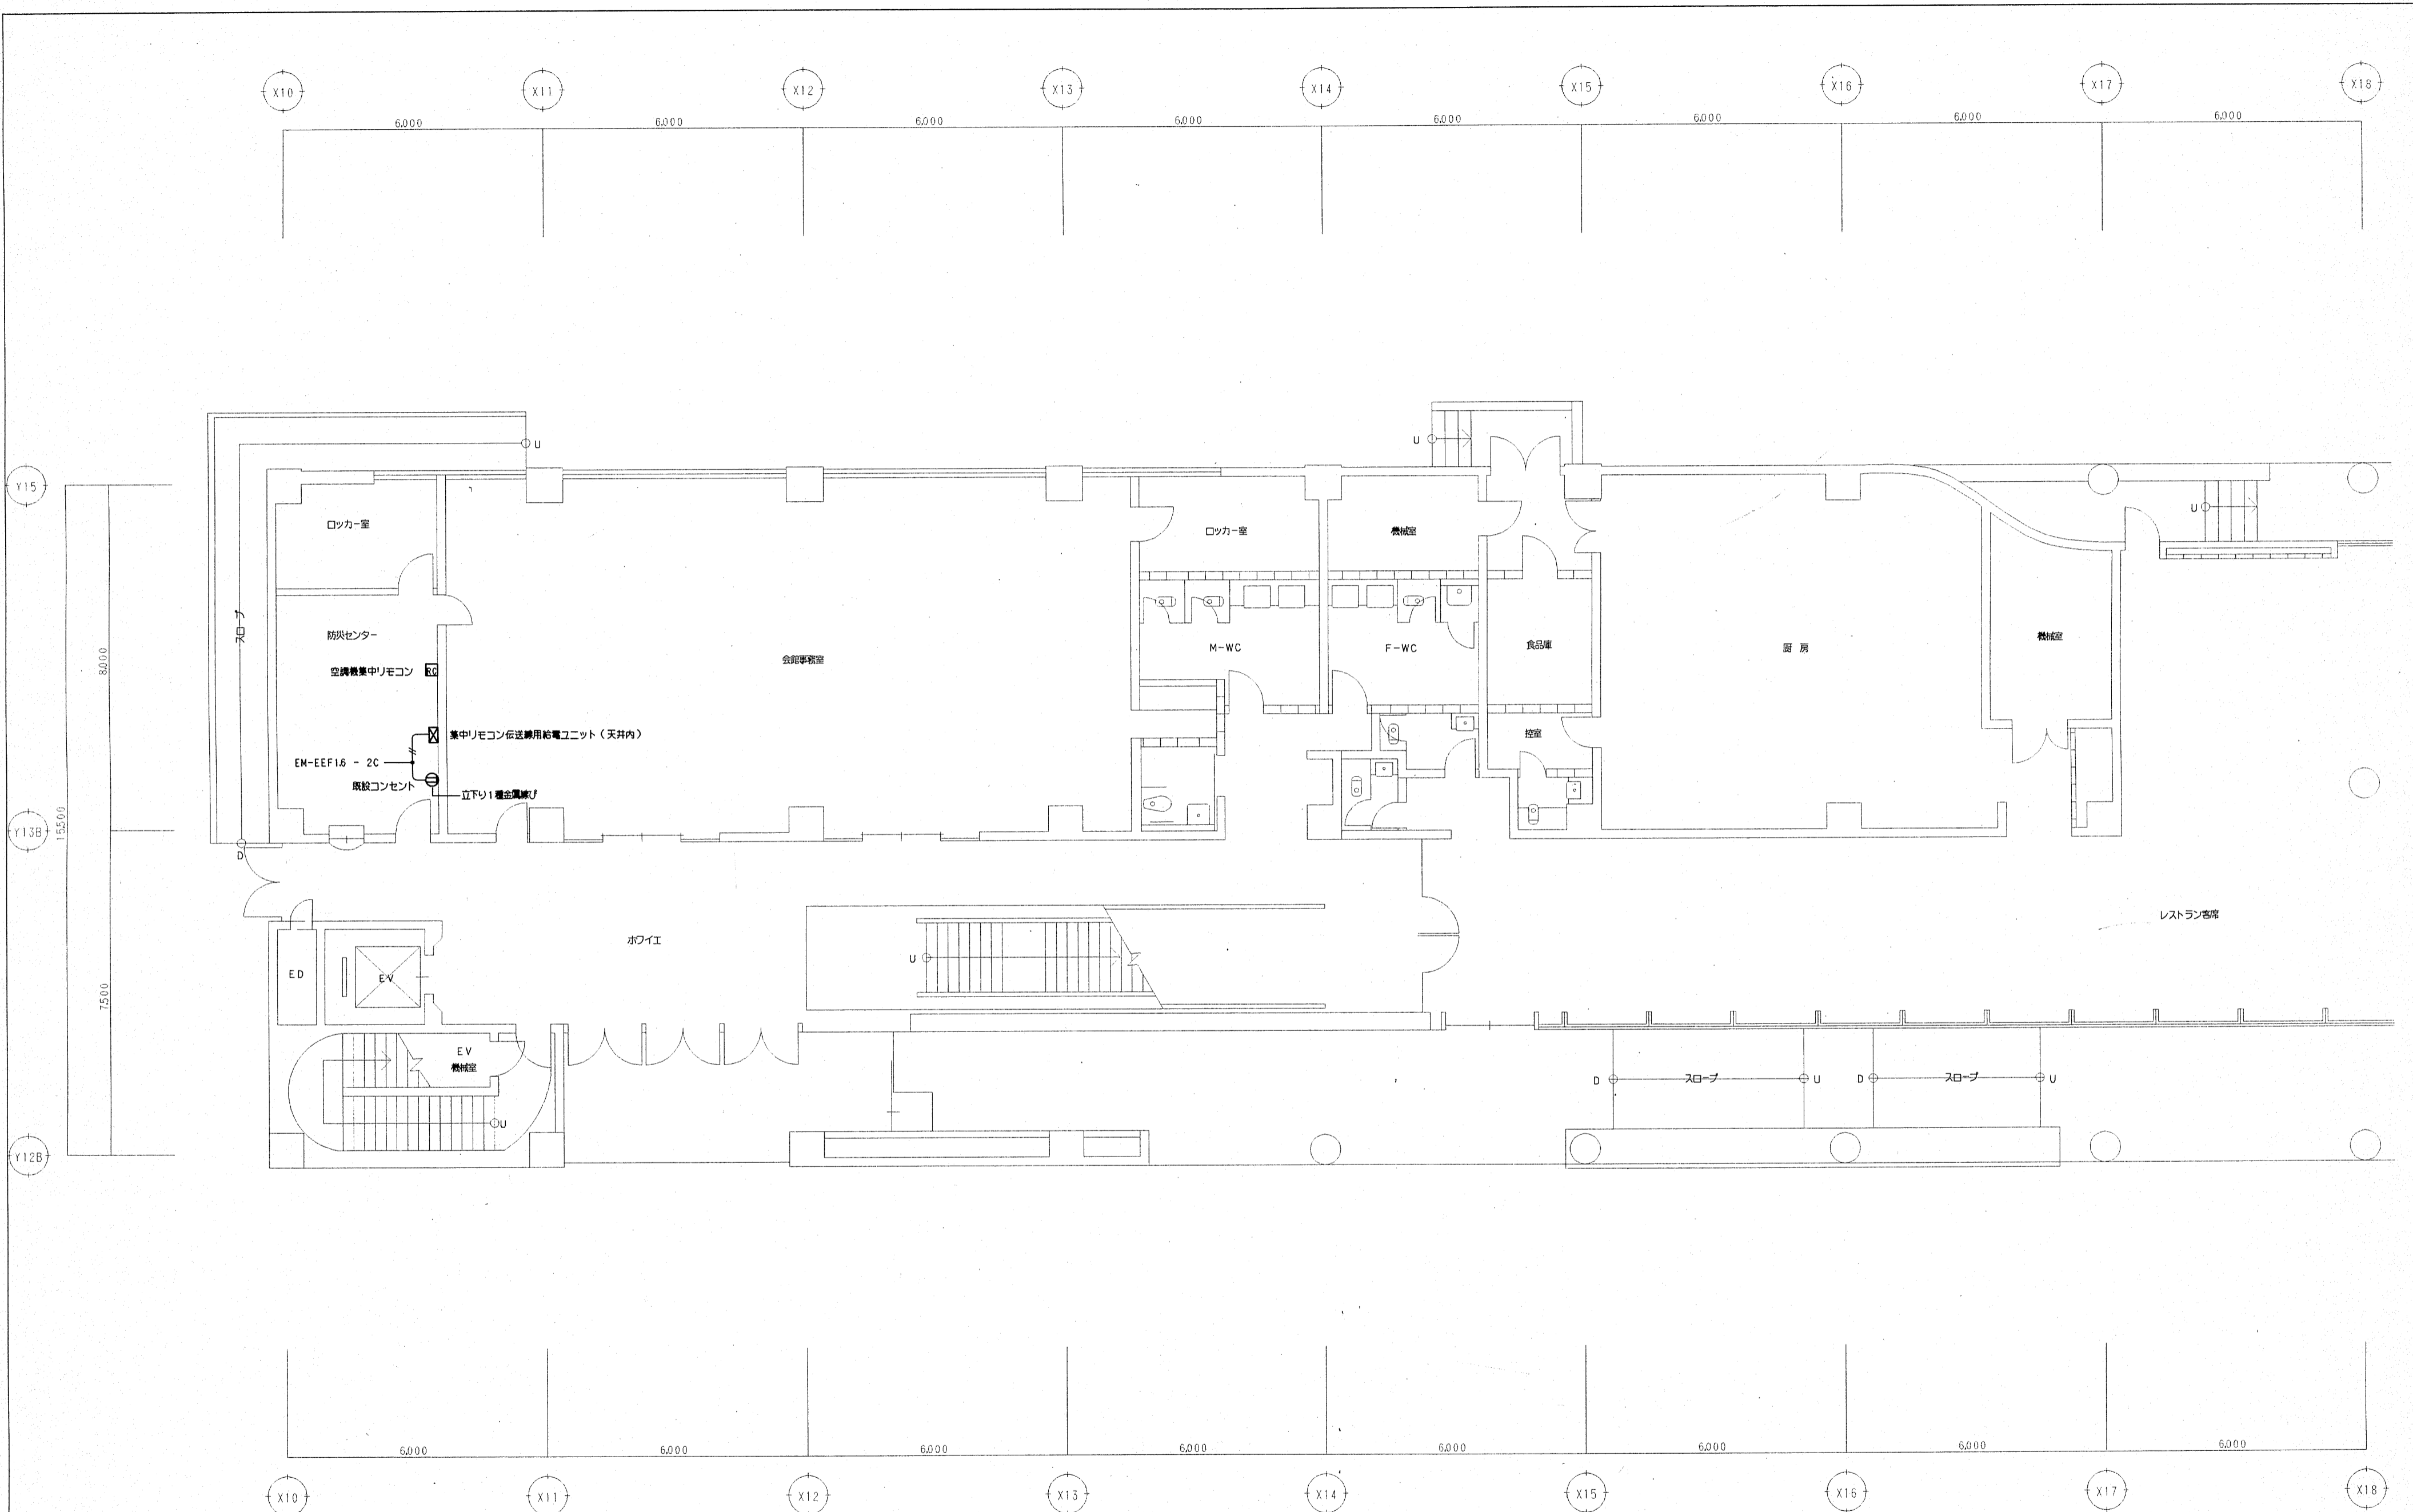 X10 X11 X12 X13 X14 X15 X16 X17 X18
6.000 6.000 6.000 6.000 6.000 6.000 6.000 6.000
U
U
Y15
ロッカー室
ロッカー室
機械室
U
スロープ
防災センター
会館事務室
M-WC
F-WC
食品庫
厨 房
機械室
8.000
空調機集中リモコン RC
集中リモコン伝送線用給電ユニット(天井内)
控室
EM-EEF1.6 - 2C
既設コンセント
立下り1種金属線ぴ
15.500
Y13B
D
レストラン客席
ホワイエ
U
ED
EV
7.500
EV
機械室
D スロープ U
D スロープ U
U
Y12B
6.000 6.000 6.000 6.000 6.000 6.000 6.000 6.000
X10 X11 X12 X13 X14 X15 X16 X17 X18